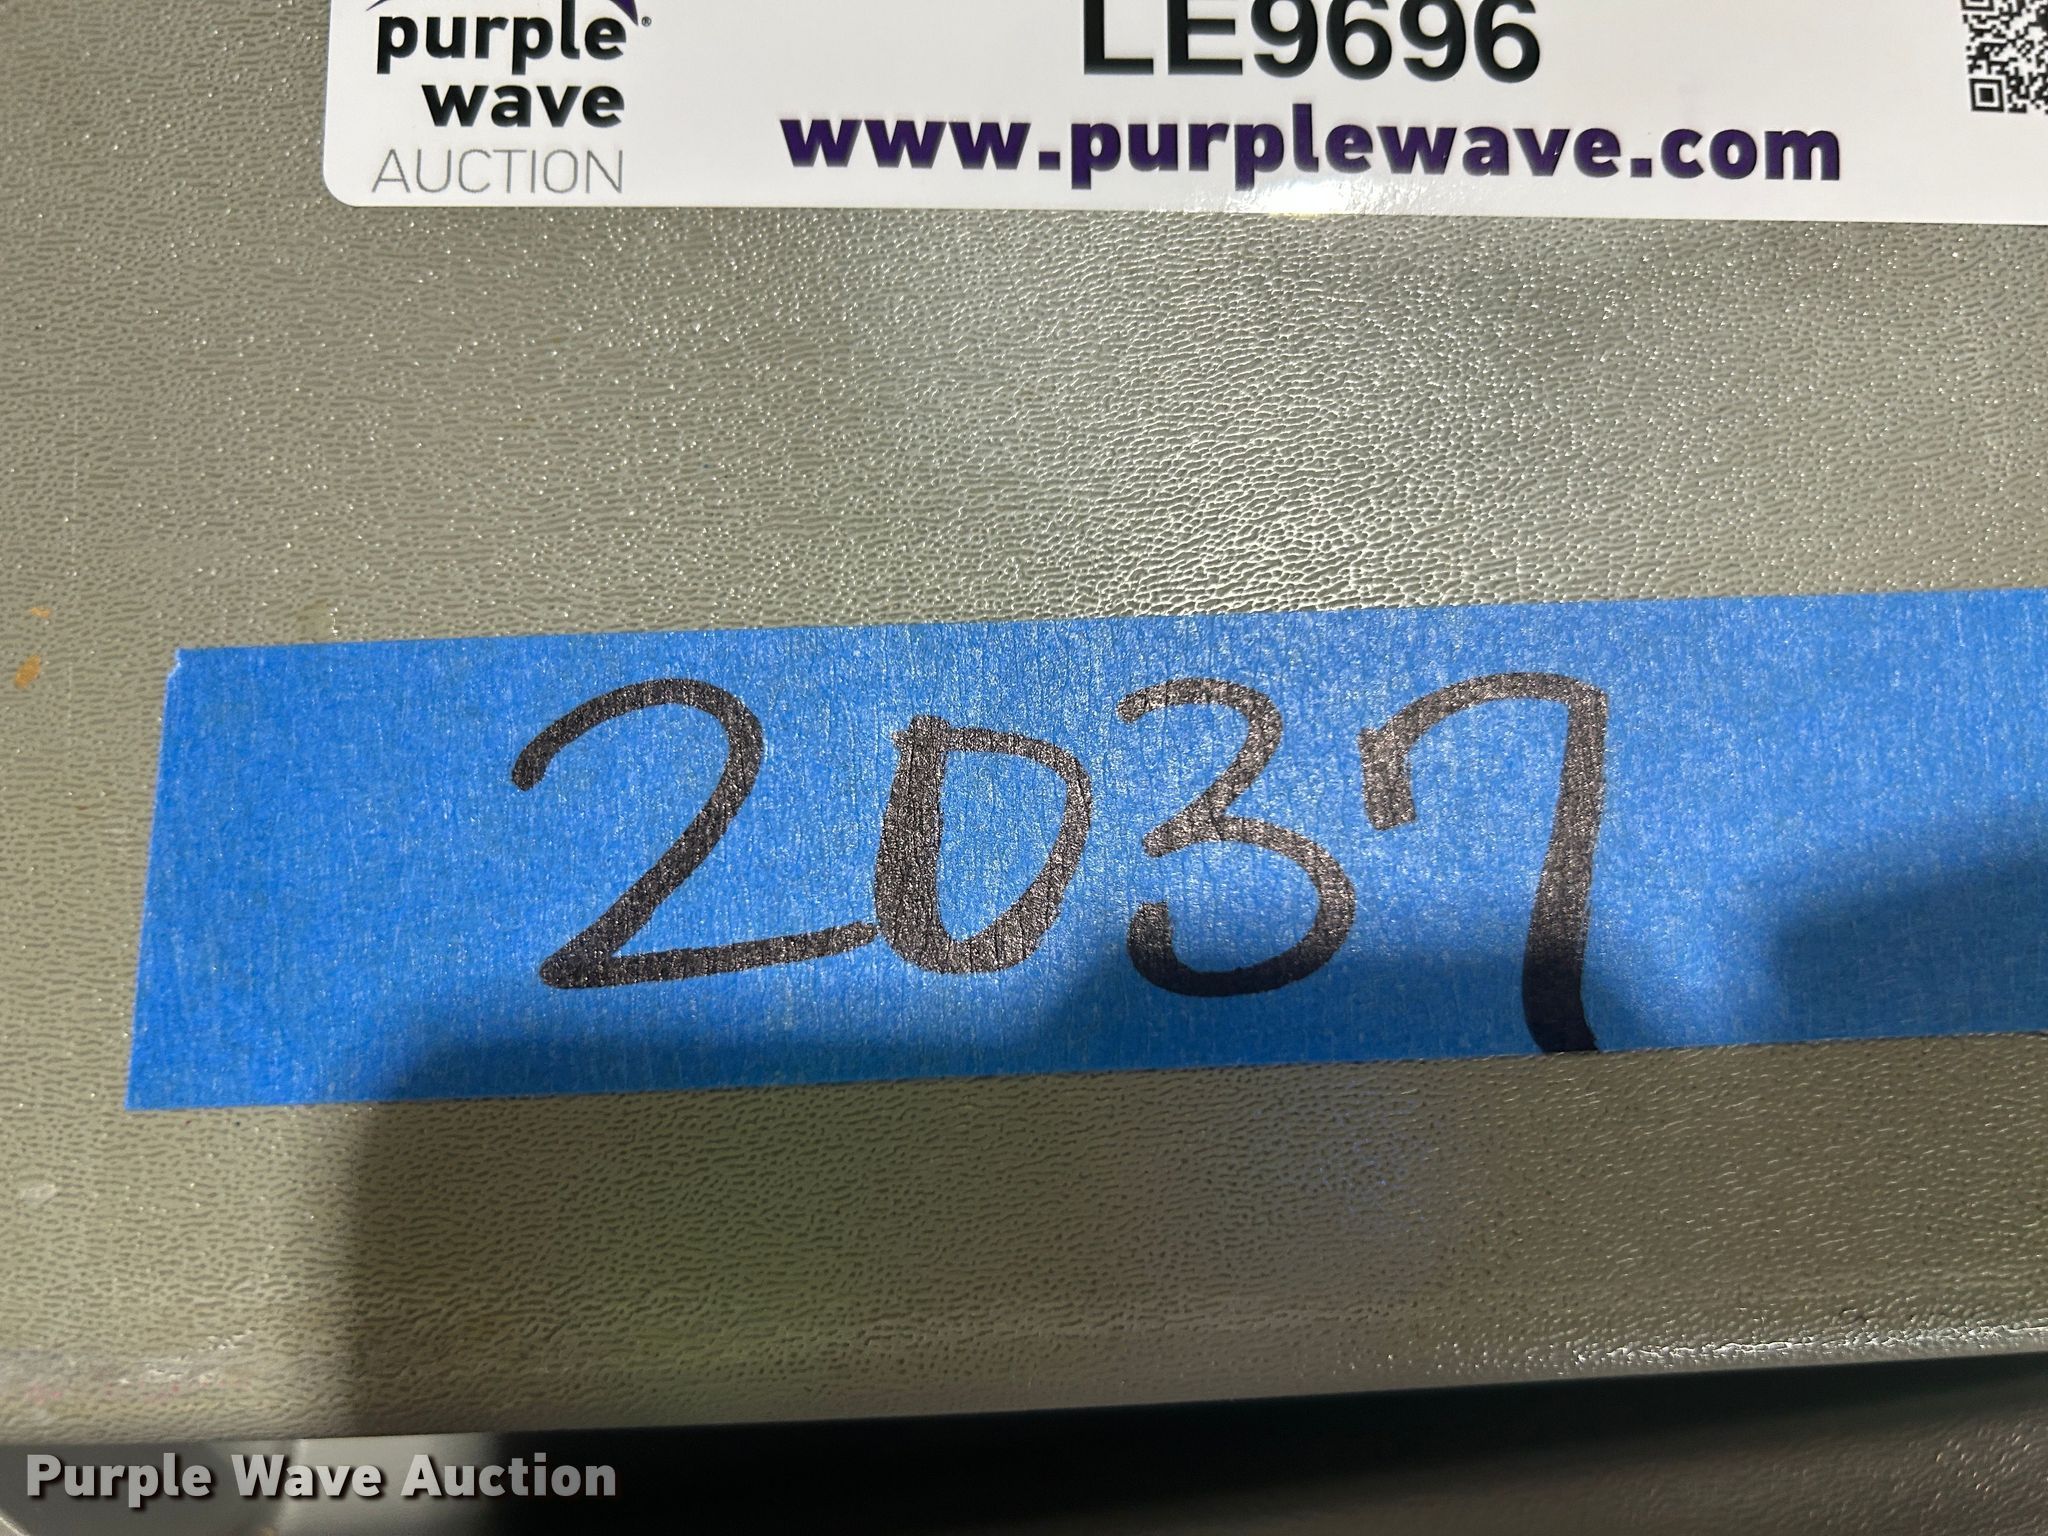 purple
wave
AUCTION
LE9696
www.purplewave.com
2037
Purple Wave Auction